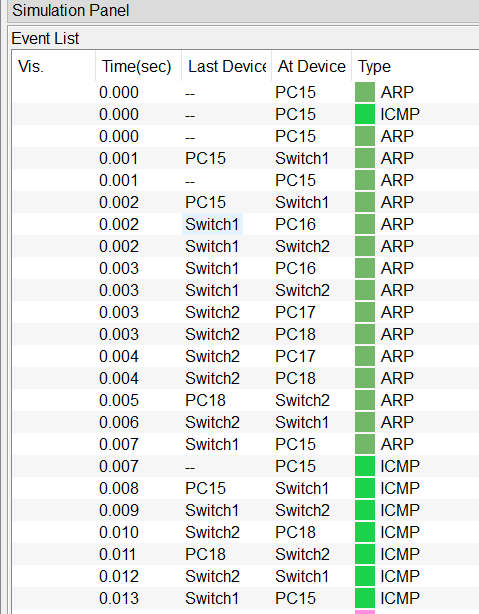 Simulation Panel
Event List
Vis. Time(sec) Last Device At Device Type
0.000 -- PC15 ARP
0.000 -- PC15 ICMP
0.000 -- PC15 ARP
0.001 PC15 Switch1 ARP
0.001 -- PC15 ARP
0.002 PC15 Switch1 ARP
0.002 Switch1 PC16 ARP
0.002 Switch1 Switch2 ARP
0.003 Switch1 PC16 ARP
0.003 Switch1 Switch2 ARP
0.003 Switch2 PC17 ARP
0.003 Switch2 PC18 ARP
0.004 Switch2 PC17 ARP
0.004 Switch2 PC18 ARP
0.005 PC18 Switch2 ARP
0.006 Switch2 Switch1 ARP
0.007 Switch1 PC15 ARP
0.007 -- PC15 ICMP
0.008 PC15 Switch1 ICMP
0.009 Switch1 Switch2 ICMP
0.010 Switch2 PC18 ICMP
0.011 PC18 Switch2 ICMP
0.012 Switch2 Switch1 ICMP
0.013 Switch1 PC15 ICMP